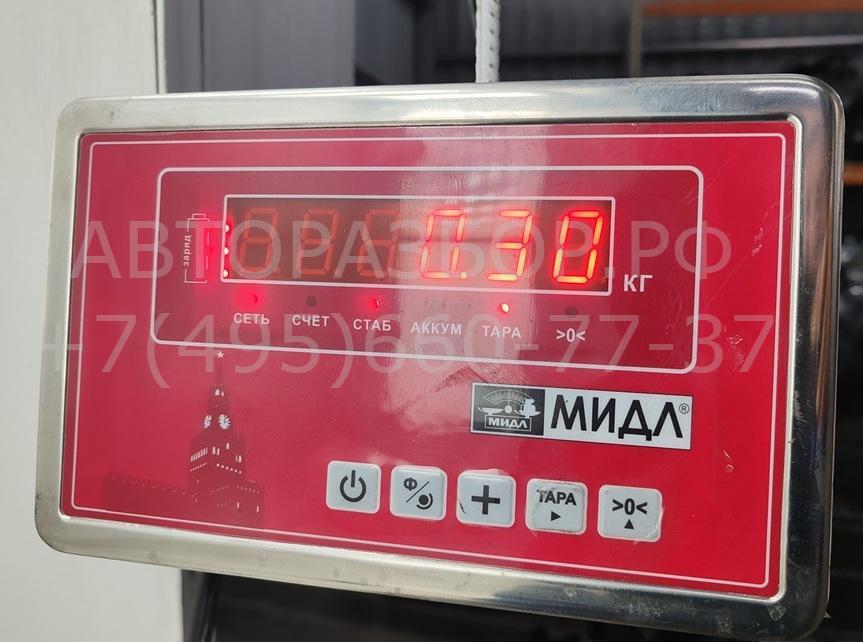 заряд
0.30
КГ
АВТОРАЗБОР.РФ
СЕТЬ СЧЕТ СТАБ АККУМ ТАРА >0<
+7(495)660-77-37
МИДЛ МИДЛ®
Ф ТАРА >0<